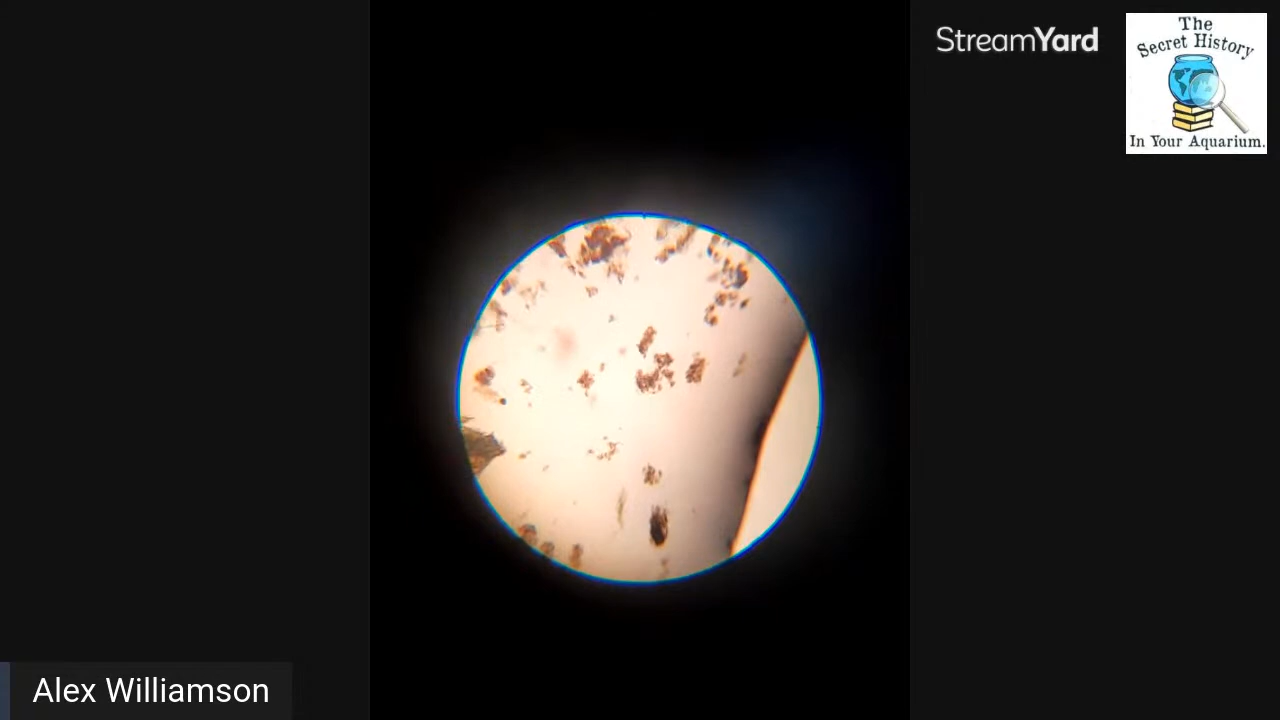 StreamYard
The
Secret History
In Your Aquarium.
Alex Williamson